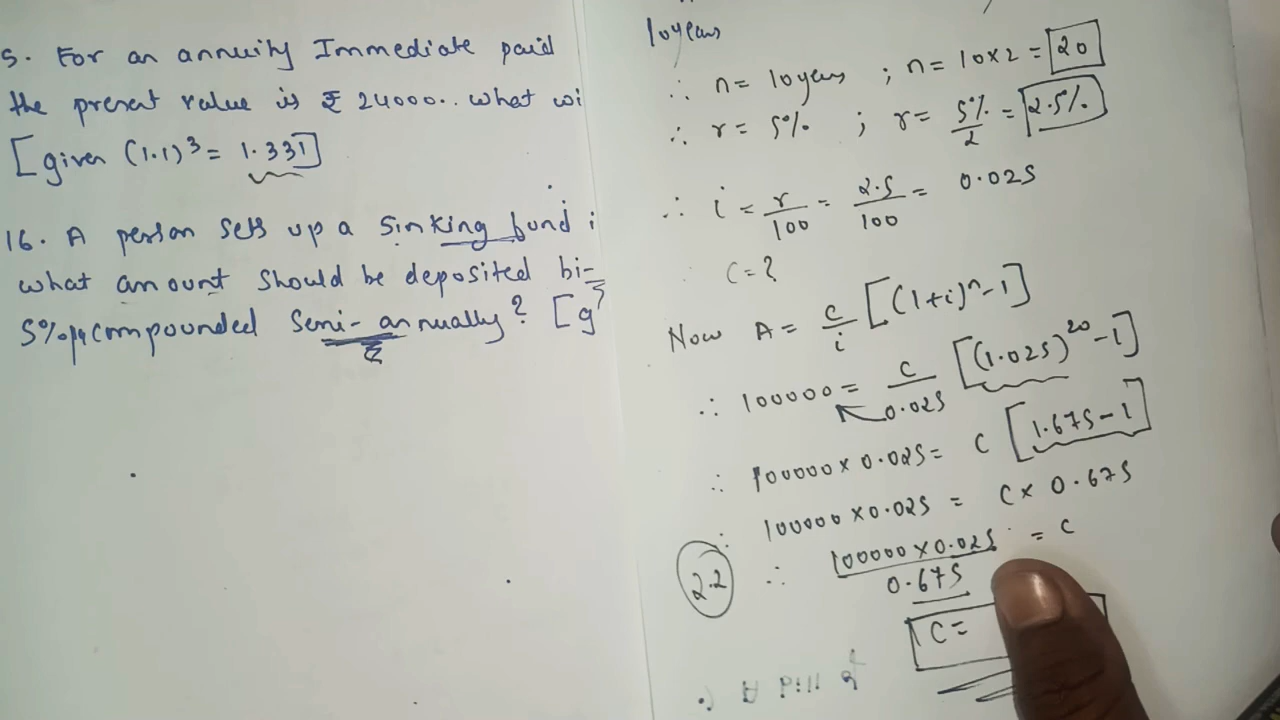 5. For an annuity Immediate paid
the present value is ₹ 24000.. what wi
[given (1.1)³ = 1.331]
16. A person sets up a sinking fund i
what amount should be deposited bi-
5% compounded Semi-annually? [g
10years
∴ n = 10 years ; n = 10×2 = 20
∴ r = 5% ; r = 5%/2 = 2.5%
∴ i = r/100 = 2.5/100 = 0.025
C = ?
Now A = C/i [(1+i)ⁿ-1]
∴ 100000 = C/0.025 [(1.025)²⁰-1]
∴ 100000 × 0.025 = C [1.675-1]
∴ 100000 × 0.025 = C × 0.675
2.2 ∴ 100000 × 0.025/0.675 = C
C =